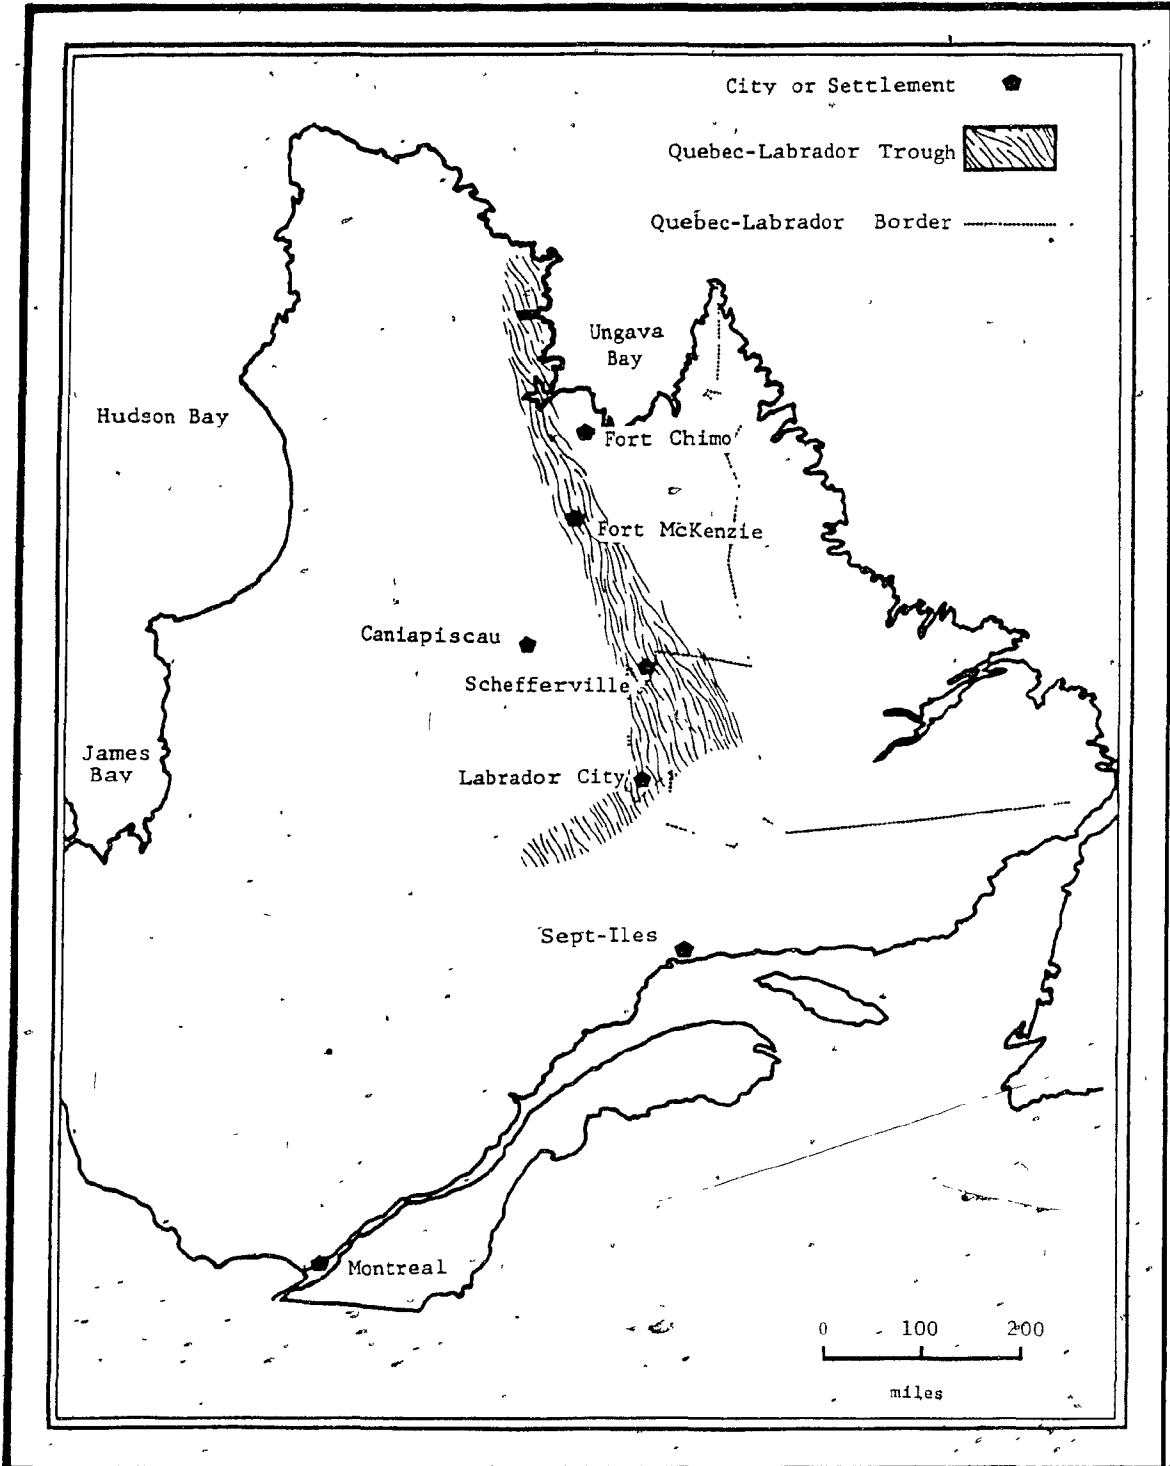 City or Settlement
Quebec-Labrador Trough
Quebec-Labrador Border
Ungava
Bay
Hudson Bay
Fort Chimo
Fort McKenzie
Caniapiscau
Schefferville
James
Bay
Labrador City
Sept-Iles
Montreal
0 100 200
miles